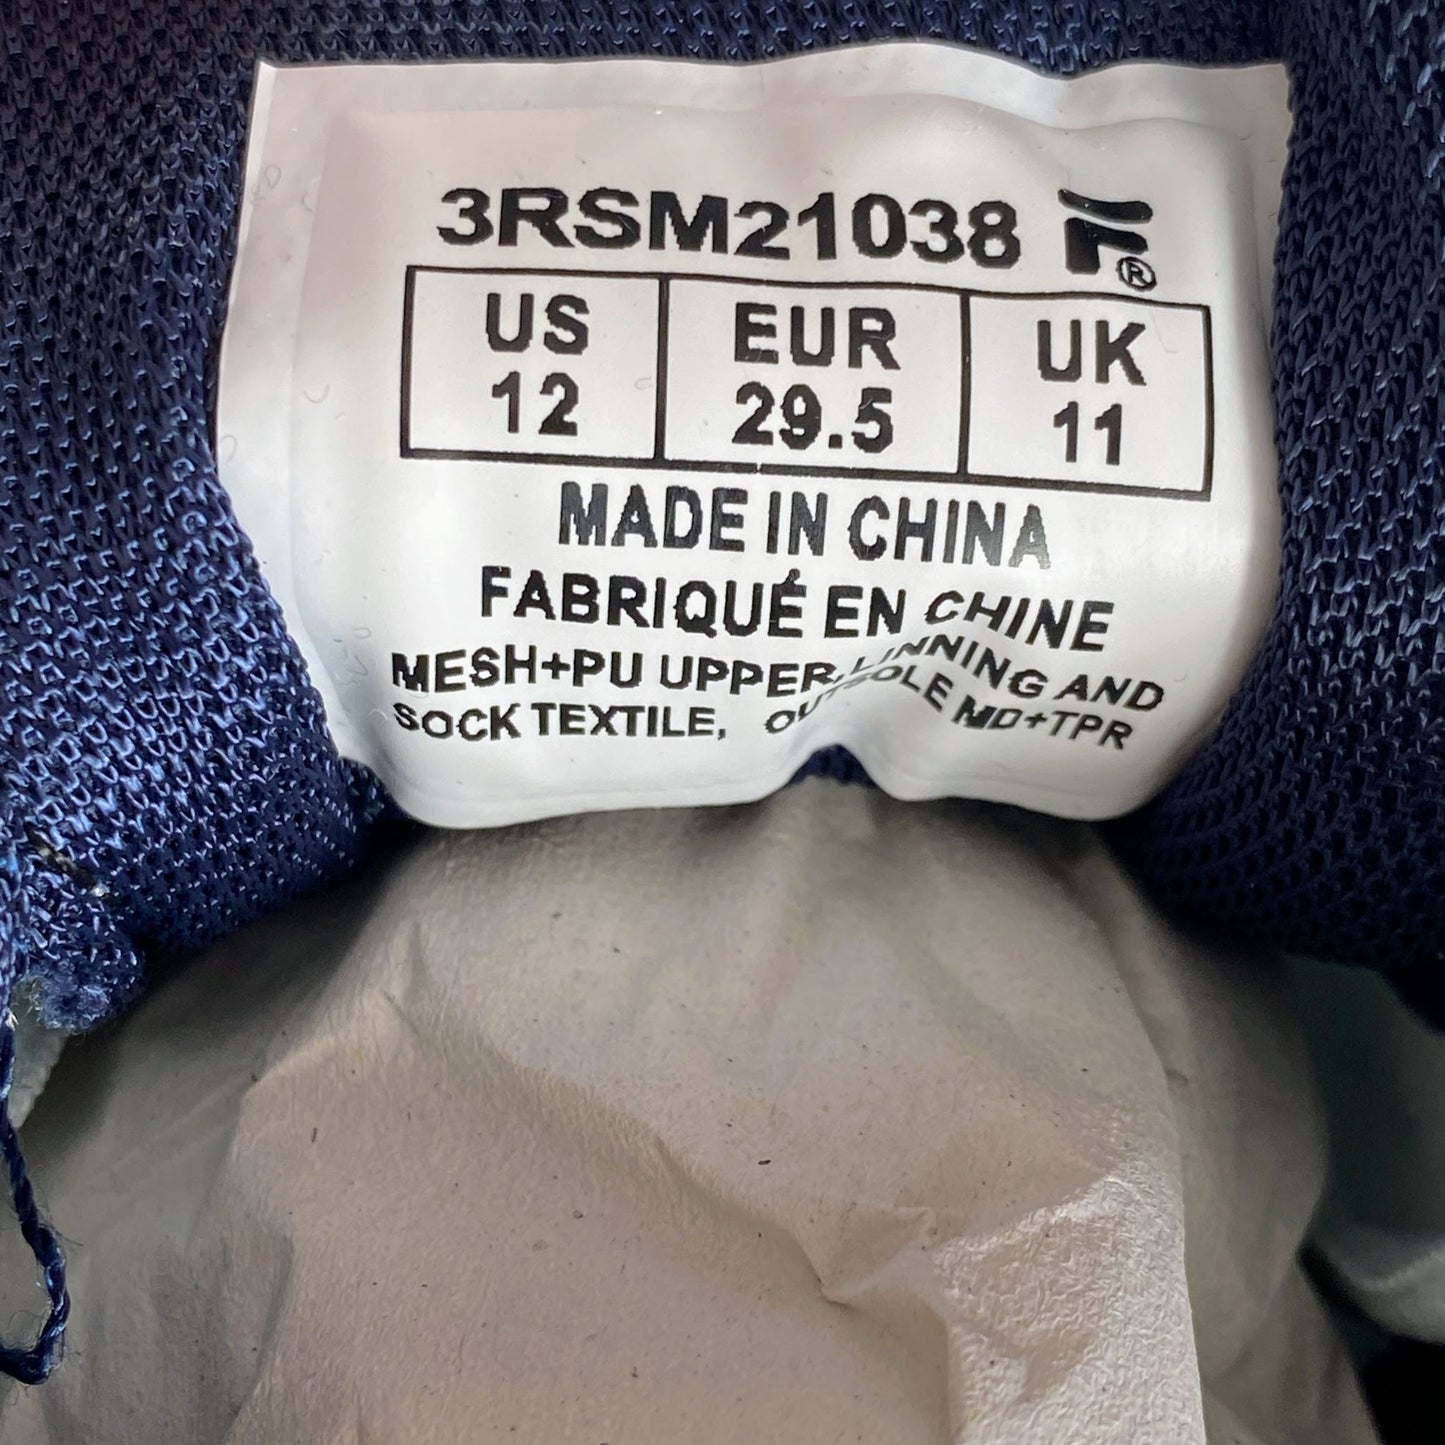 3RSM21038 F®
US EUR UK
12 29.5 11
MADE IN CHINA
FABRIQUÉ EN CHINE
MESH+PU UPPER, LINNING AND
SOCK TEXTILE, OUTSOLE MD+TPR